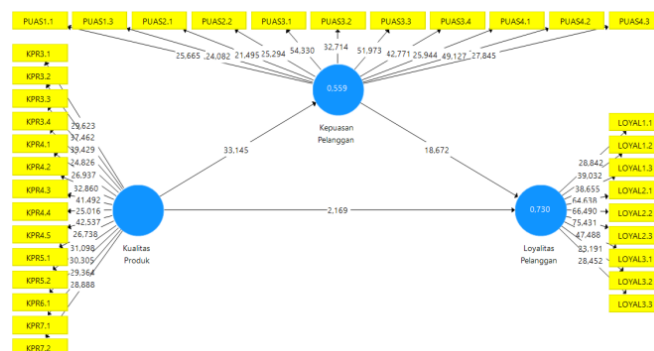 PUAS1.1 PUAS1.3 PUAS2.1 PUAS2.2 PUAS3.1 PUAS3.2 PUAS3.3 PUAS3.4 PUAS4.1 PUAS4.2 PUAS4.3
25,665 24,082 21,495 25,294 54,330 32,714 51,973 42,771 25,944 49,127 27,845
0,559
Kepuasan
Pelanggan
KPR3.1
KPR3.2
KPR3.3
KPR3.4
KPR4.1
KPR4.2
KPR4.3
KPR4.4
KPR4.5
KPR5.1
KPR5.2
KPR6.1
KPR7.1
KPR7.2
29,623
37,462
39,429
24,826
26,937
32,860
41,492
25,016
42,537
26,738
31,098
30,305
29,364
28,888
Kualitas
Produk
33,145
18,672
2,169
0,730
Loyalitas
Pelanggan
28,842
39,032
38,655
64,638
66,490
75,431
47,488
23,191
28,452
LOYAL1.1
LOYAL1.2
LOYAL1.3
LOYAL2.1
LOYAL2.2
LOYAL2.3
LOYAL3.1
LOYAL3.2
LOYAL3.3